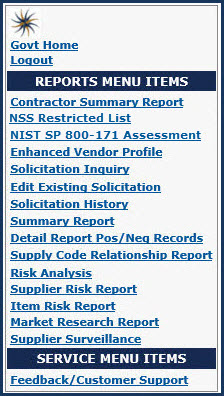 Govt Home
Logout
REPORTS MENU ITEMS
Contractor Summary Report
NSS Restricted List
NIST SP 800-171 Assessment
Enhanced Vendor Profile
Solicitation Inquiry
Edit Existing Solicitation
Solicitation History
Summary Report
Detail Report Pos/Neg Records
Supply Code Relationship Report
Risk Analysis
Supplier Risk Report
Item Risk Report
Market Research Report
Supplier Surveillance
SERVICE MENU ITEMS
Feedback/Customer Support